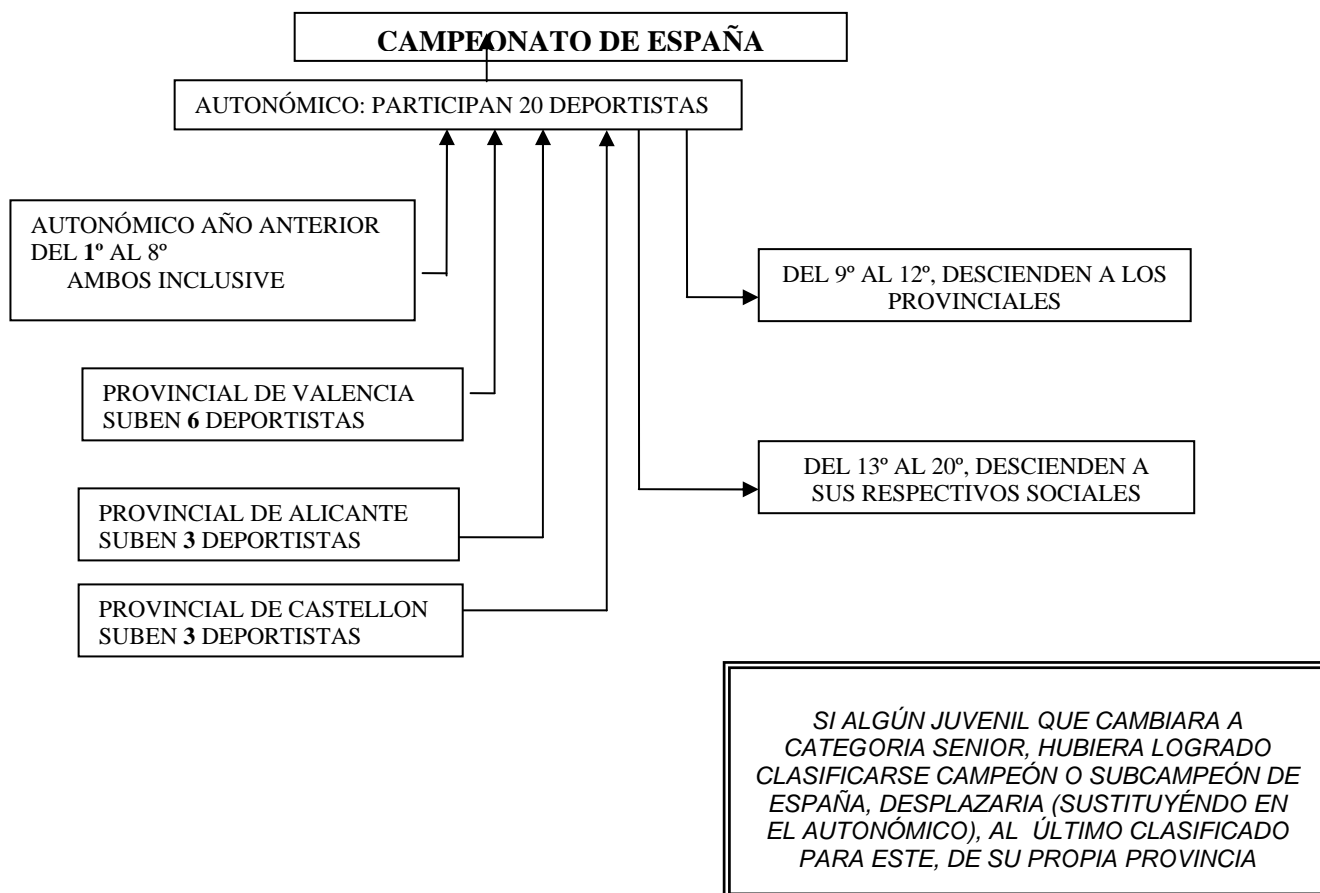 CAMPEONATO DE ESPAÑA
AUTONÓMICO: PARTICIPAN 20 DEPORTISTAS
AUTONÓMICO AÑO ANTERIOR
DEL 1º AL 8º
AMBOS INCLUSIVE
DEL 9º AL 12º, DESCIENDEN A LOS
PROVINCIALES
PROVINCIAL DE VALENCIA
SUBEN 6 DEPORTISTAS
DEL 13º AL 20º, DESCIENDEN A
SUS RESPECTIVOS SOCIALES
PROVINCIAL DE ALICANTE
SUBEN 3 DEPORTISTAS
PROVINCIAL DE CASTELLON
SUBEN 3 DEPORTISTAS
SI ALGÚN JUVENIL QUE CAMBIARA A
CATEGORIA SENIOR, HUBIERA LOGRADO
CLASIFICARSE CAMPEÓN O SUBCAMPEÓN DE
ESPAÑA, DESPLAZARIA (SUSTITUYÉNDO EN
EL AUTONÓMICO), AL ÚLTIMO CLASIFICADO
PARA ESTE, DE SU PROPIA PROVINCIA